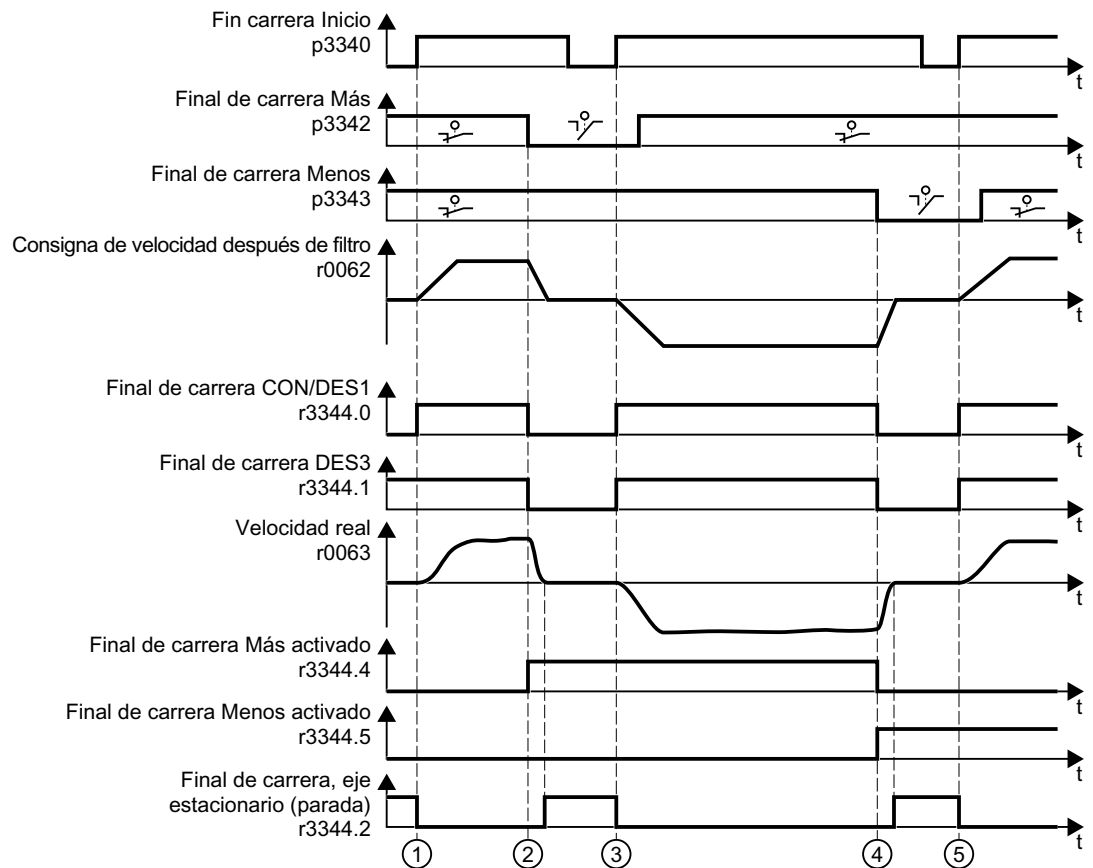 Fin carrera Inicio
p3340
t
Final de carrera Más
p3342
t
Final de carrera Menos
p3343
t
Consigna de velocidad después de filtro
r0062
t
Final de carrera CON/DES1
r3344.0
t
Final de carrera DES3
r3344.1
t
Velocidad real
r0063
t
Final de carrera Más activado
r3344.4
t
Final de carrera Menos activado
r3344.5
t
Final de carrera, eje
estacionario (parada)
r3344.2
t
1 2 3 4 5